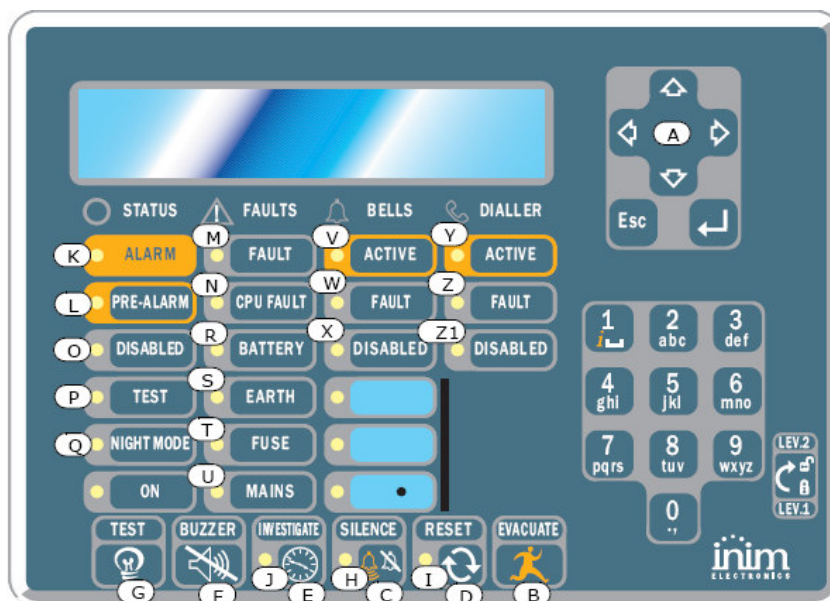 A
STATUS FAULTS BELLS DIALLER
Esc
K ALARM M FAULT V ACTIVE Y ACTIVE
L PRE-ALARM N CPU FAULT W FAULT Z FAULT
O DISABLED R BATTERY X DISABLED Z1 DISABLED
P TEST S EARTH
Q NIGHT MODE T FUSE
ON U MAINS
1 2 abc 3 def
4 ghi 5 jkl 6 mno
7 pqrs 8 tuv 9 wxyz
0 .,
LEV.2
LEV.1
TEST BUZZER INVESTIGATE SILENCE RESET EVACUATE
J H I
G F E C D B
inim
ELECTRONICS